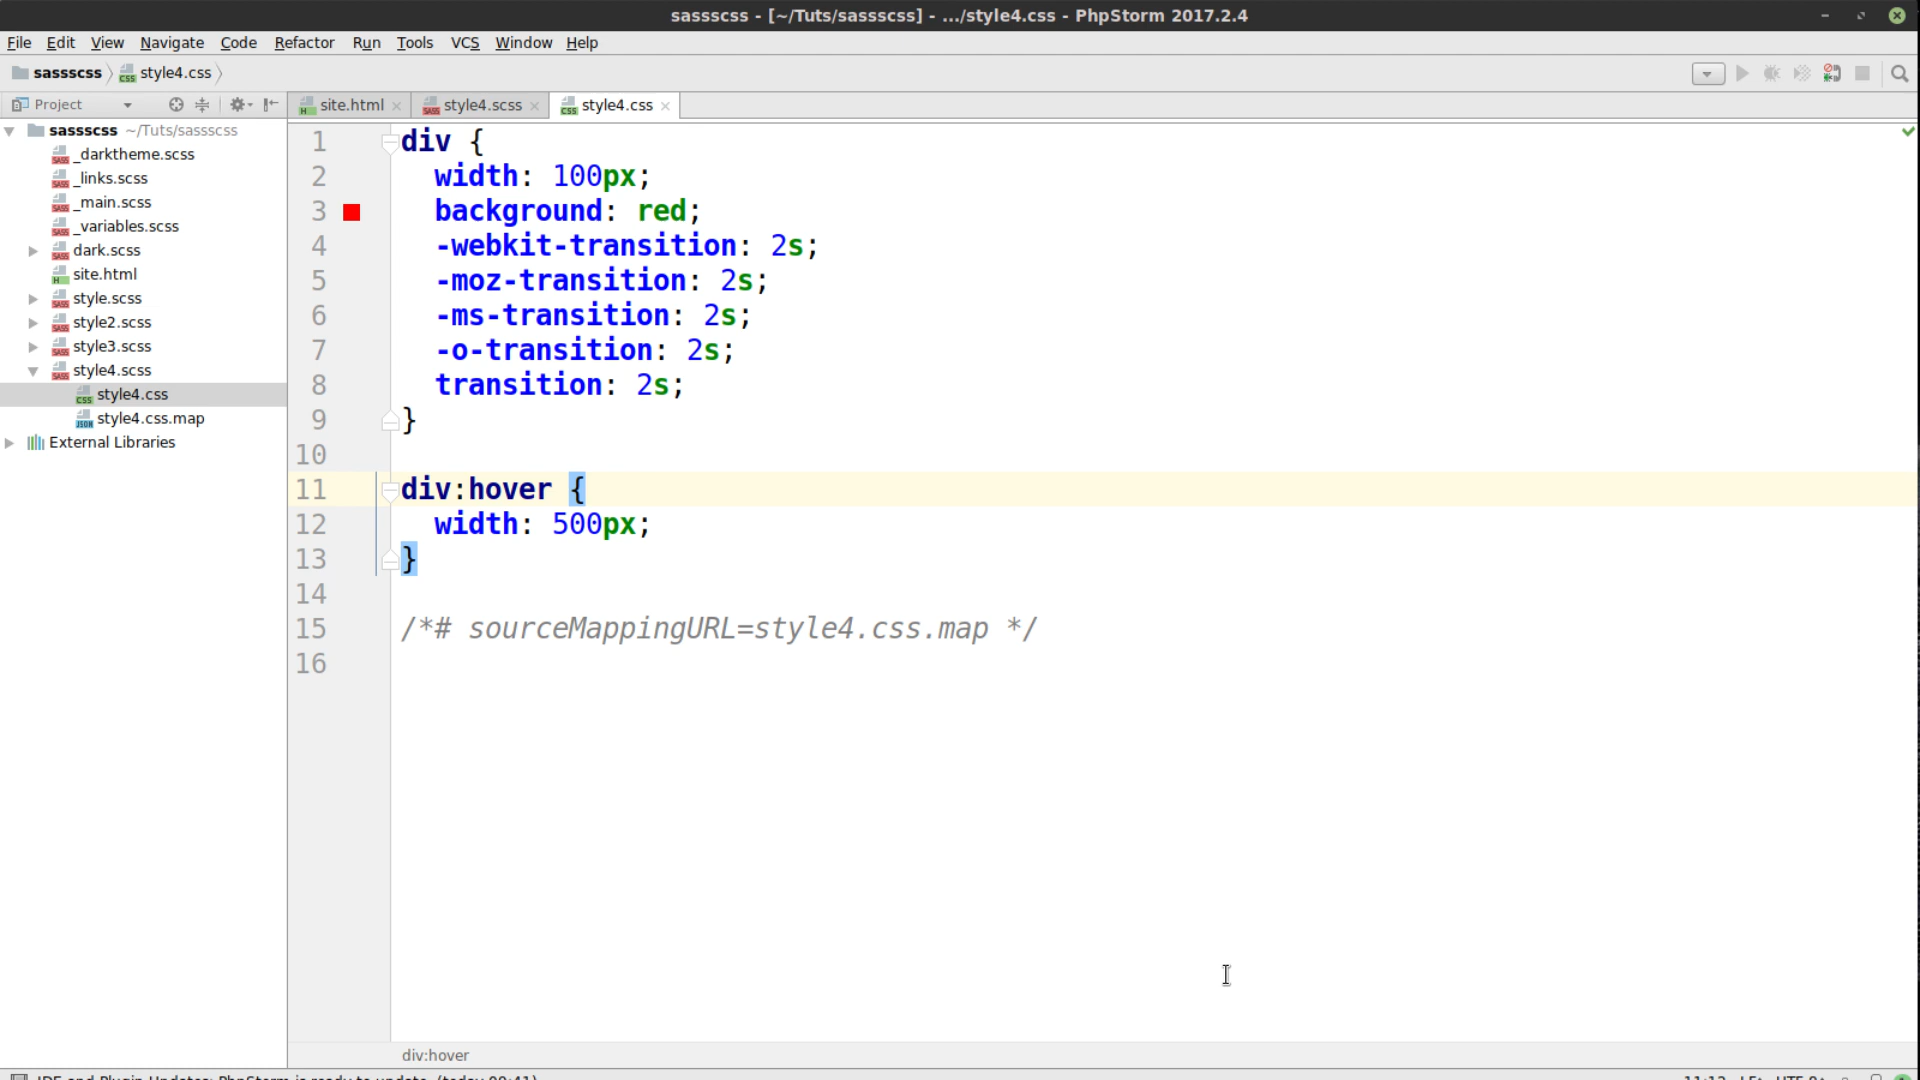 sassscss - [~/Tuts/sassscss] - .../style4.css - PhpStorm 2017.2.4
File Edit View Navigate Code Refactor Run Tools VCS Window Help
sassscss style4.css
Project
site.html style4.scss style4.css
sassscss ~/Tuts/sassscss
_darktheme.scss
_links.scss
_main.scss
_variables.scss
dark.scss
site.html
style.scss
style2.scss
style3.scss
style4.scss
style4.css
style4.css.map
External Libraries
1 div {
2 width: 100px;
3 background: red;
4 -webkit-transition: 2s;
5 -moz-transition: 2s;
6 -ms-transition: 2s;
7 -o-transition: 2s;
8 transition: 2s;
9 }
10
11 div:hover {
12 width: 500px;
13 }
14
15 /*# sourceMappingURL=style4.css.map */
16
div:hover
IDE and Plugin Updates: PhpStorm is ready to update. (today 09:41)
11:12 LF UTF-8